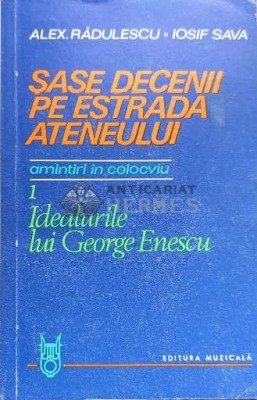 ALEX. RĂDULESCU • IOSIF SAVA
ȘASE DECENII
PE ESTRADA
ATENEULUI
amintiri în colocviu
1
ANTICARIAT
HERMES
Idealurile
lui George Enescu
EDITURA MUZICALĂ